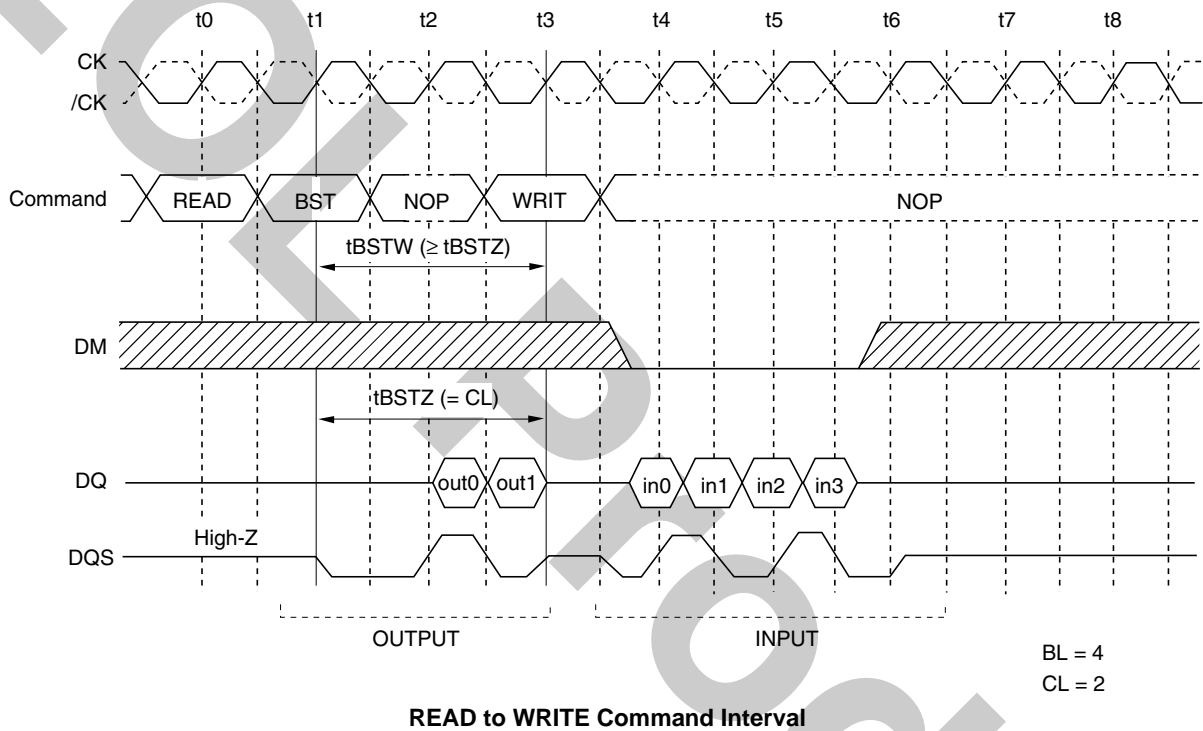 t0 t1 t2 t3 t4 t5 t6 t7 t8
CK
/CK
Command READ BST NOP WRIT NOP
tBSTW (≥ tBSTZ)
DM
tBSTZ (= CL)
DQ out0 out1 in0 in1 in2 in3
High-Z
DQS
OUTPUT INPUT
BL = 4
CL = 2
READ to WRITE Command Interval